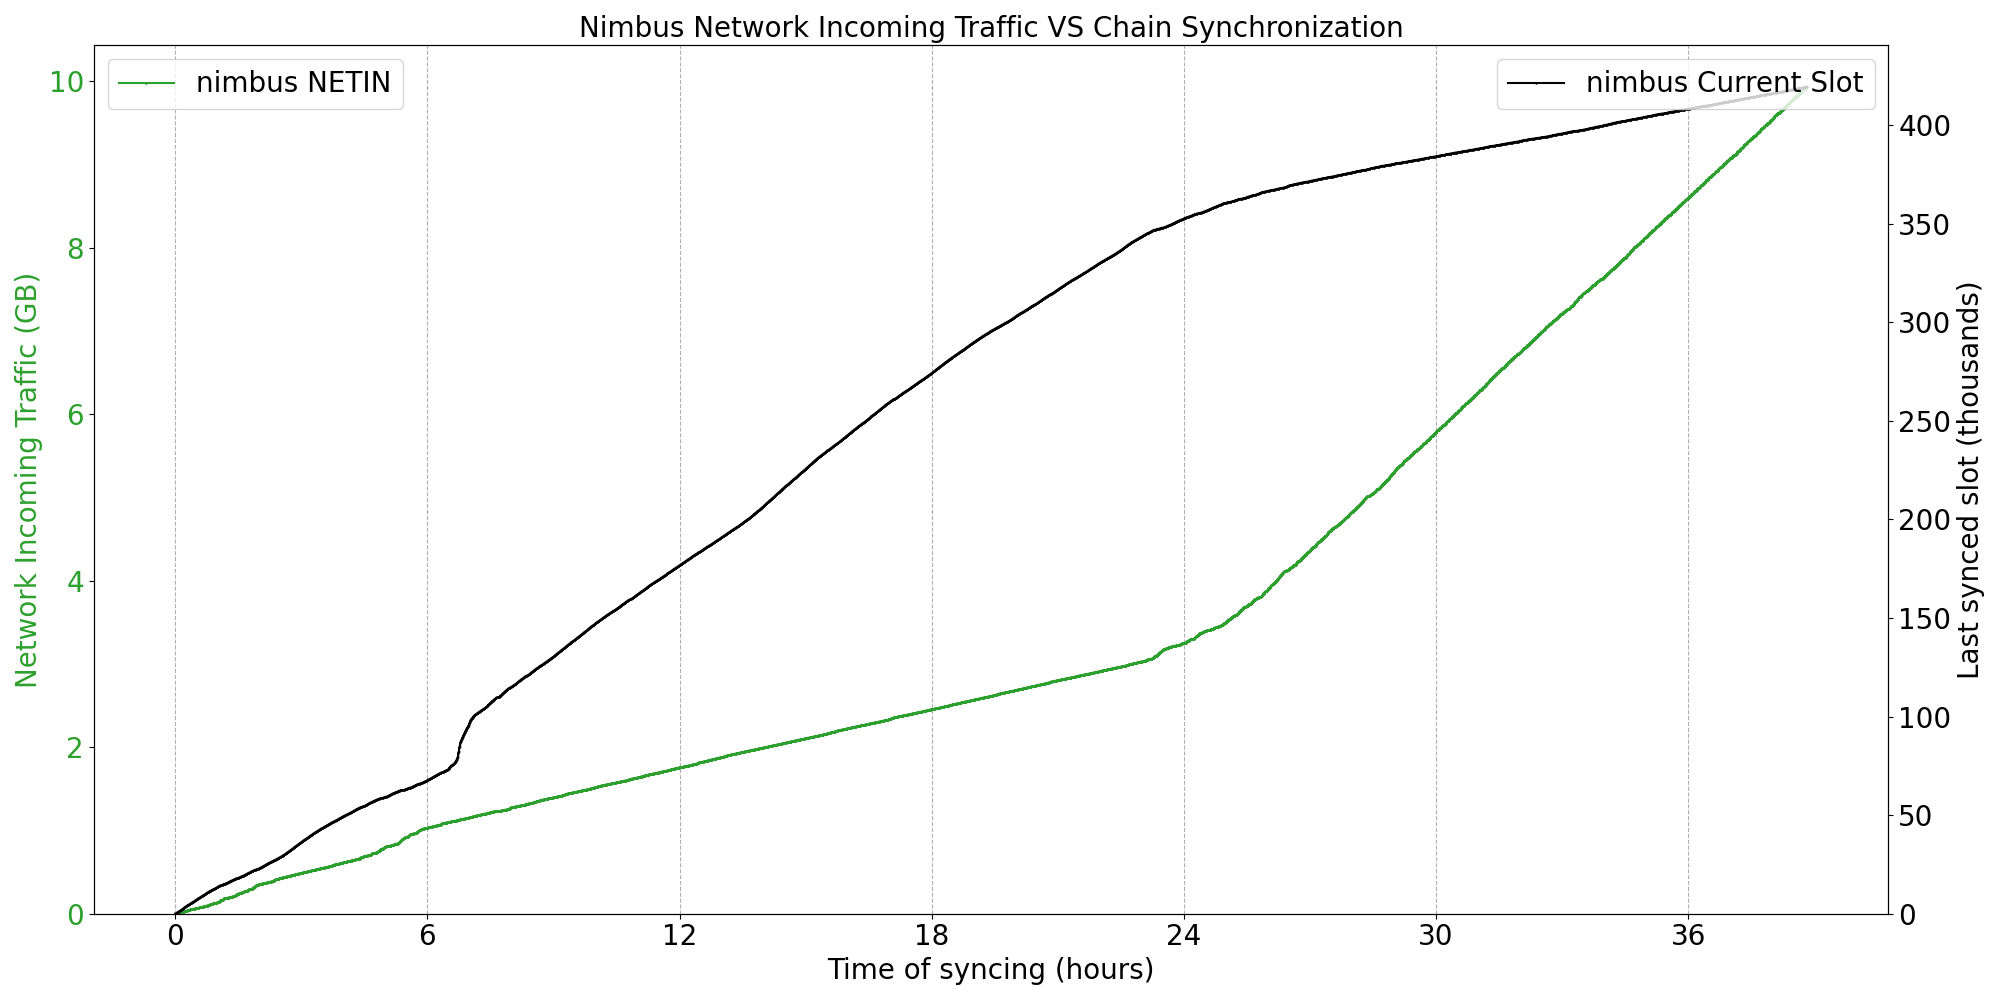 Nimbus Network Incoming Traffic VS Chain Synchronization
nimbus NETIN
nimbus Current Slot
Network Incoming Traffic (GB)
10
8
6
4
2
0
Last synced slot (thousands)
400
350
300
250
200
150
100
50
0
0 6 12 18 24 30 36
Time of syncing (hours)